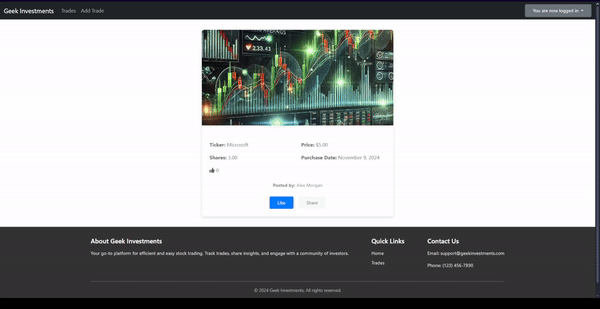 Geek Investments Trades Add Trade You are now logged in
Ticker: Microsoft Price: $5.00
Shares: 3.00 Purchase Date: November 9, 2024
0
Posted by: Alex Morgan
Like Share
About Geek Investments
Your go-to platform for efficient and easy stock trading. Track trades, share insights, and engage with a community of investors.
Quick Links
Home
Trades
Contact Us
Email: support@geekinvestments.com
Phone: (123) 456-7890
© 2024 Geek Investments. All rights reserved.